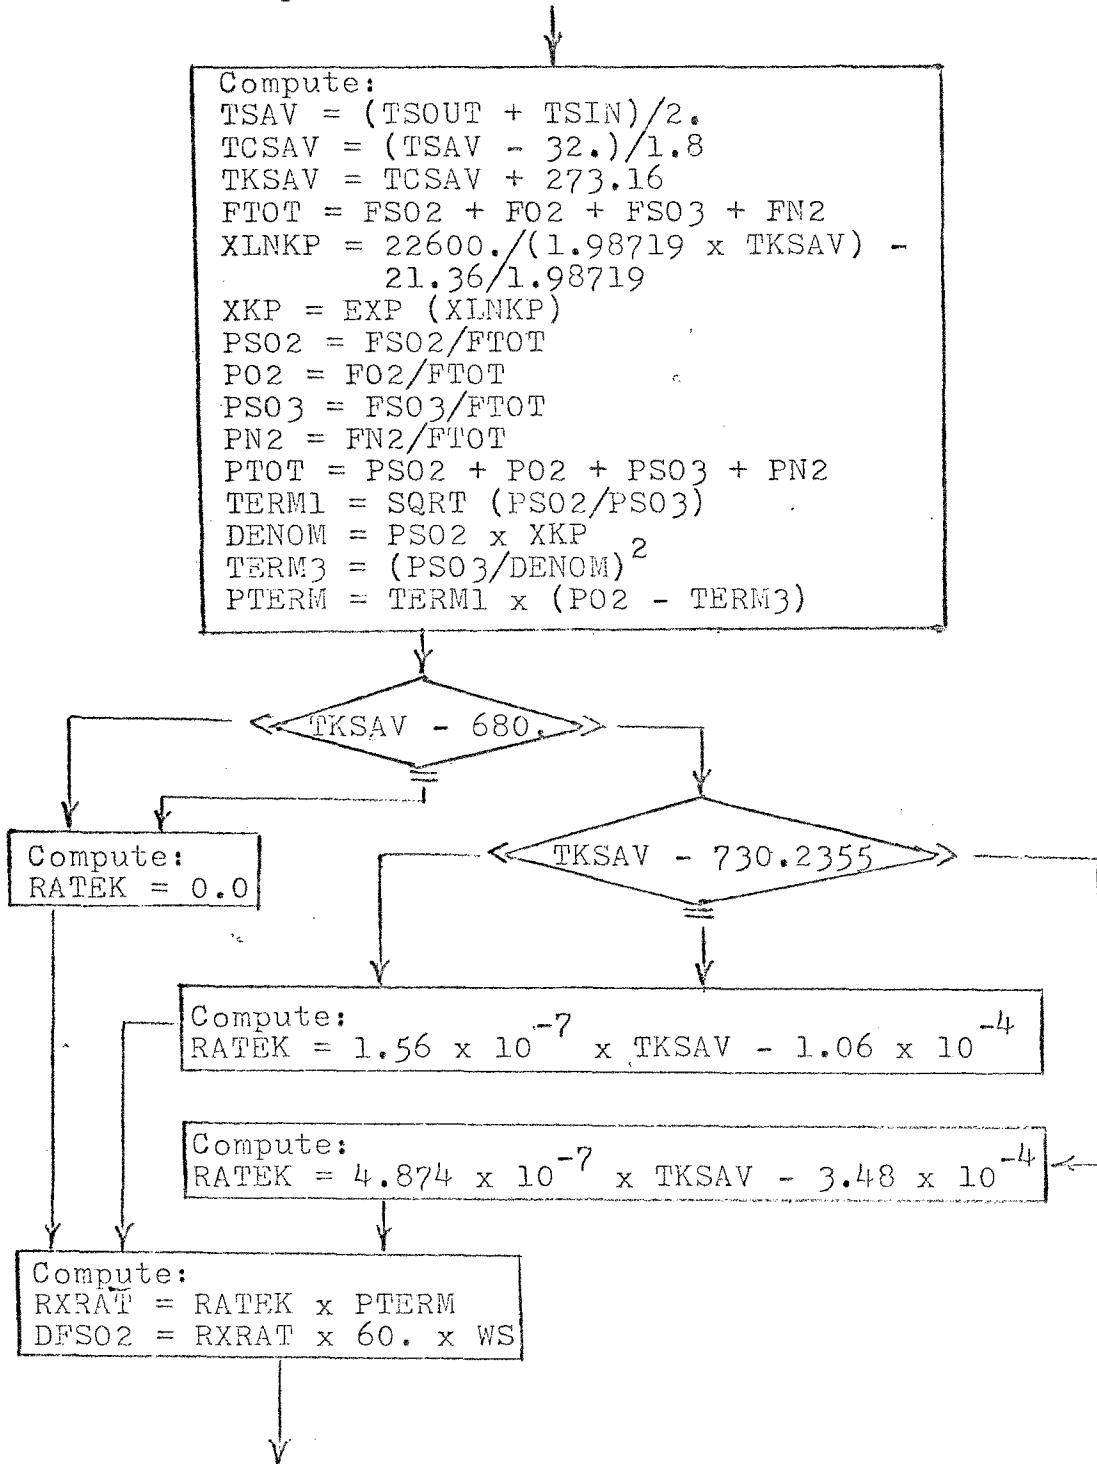 Compute:
TSAV = (TSOUT + TSIN)/2.
TCSAV = (TSAV - 32.)/1.8
TKSAV = TCSAV + 273.16
FTOT = FSO2 + FO2 + FSO3 + FN2
XLNKP = 22600./(1.98719 x TKSAV) -
21.36/1.98719
XKP = EXP (XLNKP)
PSO2 = FSO2/FTOT
PO2 = FO2/FTOT
PSO3 = FSO3/FTOT
PN2 = FN2/FTOT
PTOT = PSO2 + PO2 + PSO3 + PN2
TERM1 = SQRT (PSO2/PSO3)
DENOM = PSO2 x XKP
TERM3 = (PSO3/DENOM)²
PTERM = TERM1 x (PO2 - TERM3)
< TKSAV - 680. >
=
Compute:
RATEK = 0.0
< TKSAV - 730.2355 >
=
Compute:
RATEK = 1.56 x 10⁻⁷ x TKSAV - 1.06 x 10⁻⁴
Compute:
RATEK = 4.874 x 10⁻⁷ x TKSAV - 3.48 x 10⁻⁴
Compute:
RXRAT = RATEK x PTERM
DFSO2 = RXRAT x 60. x WS